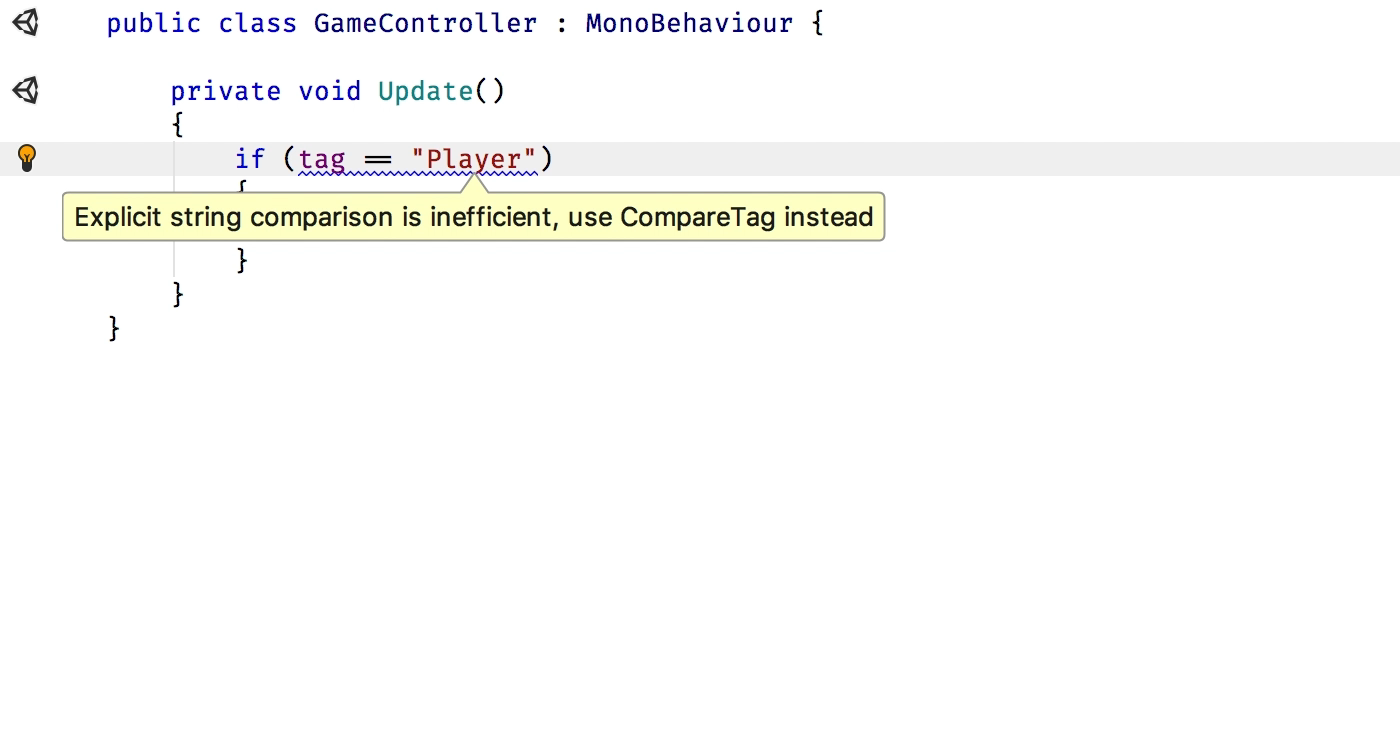 public class GameController : MonoBehaviour {
private void Update()
{
if (tag == "Player")
{
Explicit string comparison is inefficient, use CompareTag instead
}
}
}